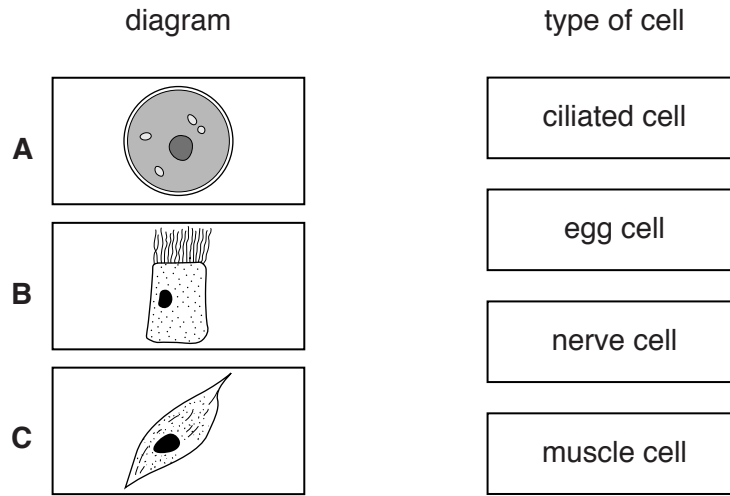 diagram
type of cell
A
ciliated cell
egg cell
B
nerve cell
C
muscle cell